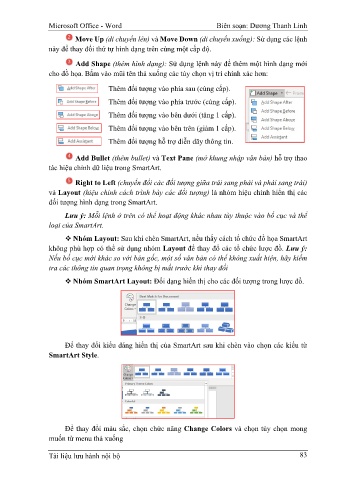 Microsoft Office - Word Biên soạn: Dương Thanh Linh
Move Up (di chuyển lên) và Move Down (di chuyển xuống): Sử dụng các lệnh
này để thay đổi thứ tự hình dạng trên cùng một cấp độ.
Add Shape (thêm hình dạng): Sử dụng lệnh này để thêm một hình dạng mới
cho đồ họa. Bấm vào mũi tên thả xuống các tùy chọn vị trí chính xác hơn:
Add Shape After Thêm đối tượng vào phía sau (cùng cấp).
Add Shape Before Thêm đối tượng vào phía trước (cùng cấp).
Add Shape Above Thêm đối tượng vào bên dưới (tăng 1 cấp).
Add Shape Below Thêm đối tượng vào bên trên (giảm 1 cấp).
Add Assistant Thêm đối tượng hỗ trợ diễn dãy thông tin.
Add Shape
Add Shape After
Add Shape Before
Add Shape Above
Add Shape Below
Add Assistant
Add Bullet (thêm bullet) và Text Pane (mở khung nhập văn bản) hỗ trợ thao
tác hiệu chỉnh dữ liệu trong SmartArt.
Right to Left (chuyển đổi các đối tượng giữa trái sang phải và phải sang trái)
và Layout (hiệu chỉnh cách trình bày các đối tượng) là nhóm hiệu chỉnh hiển thị các
đối tượng hình dạng trong SmartArt.
Lưu ý: Mỗi lệnh ở trên có thể hoạt động khác nhau tùy thuộc vào bố cục và thể
loại của SmartArt.
❖ Nhóm Layout: Sau khi chèn SmartArt, nếu thấy cách tổ chức đồ họa SmartArt
không phù hợp có thể sử dụng nhóm Layout để thay đổ các tổ chức lược đồ. Lưu ý:
Nếu bố cục mới khác so với bản gốc, một số văn bản có thể không xuất hiện, hãy kiểm
tra các thông tin quan trọng không bị mất trước khi thay đổi
❖ Nhóm SmartArt Layout: Đổi dạng hiển thị cho các đối tượng trong lược đồ.
Change
Colors
Best Match for Document
3-D
Để thay đổi kiểu dáng hiển thị của SmartArt sau khi chèn vào chọn các kiểu từ
SmartArt Style.
Change
Colors
Primary Theme Colors
Colorful
Để thay đổi màu sắc, chọn chức năng Change Colors và chọn tùy chọn mong
muốn từ menu thả xuống
Tài liệu lưu hành nội bộ 83